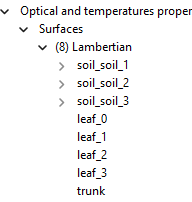 Optical and temperatures proper
Surfaces
(8) Lambertian
soil_soil_1
soil_soil_2
soil_soil_3
leaf_0
leaf_1
leaf_2
leaf_3
trunk